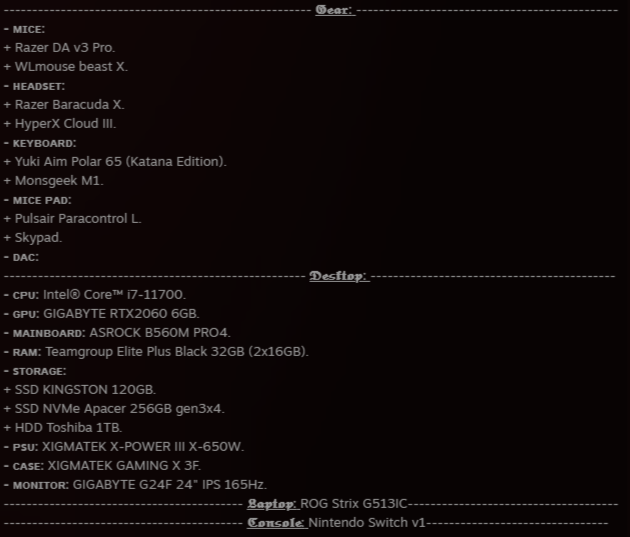 ---------------------------------------------------------- Gear: ---------------------------------------------
- MICE:
+ Razer DA v3 Pro.
+ WLmouse beast X.
- HEADSET:
+ Razer Baracuda X.
+ HyperX Cloud III.
- KEYBOARD:
+ Yuki Aim Polar 65 (Katana Edition).
+ Monsgeek M1.
- MICE PAD:
+ Pulsair Paracontrol L.
+ Skypad.
- DAC:
---------------------------------------------------- Desktop: ------------------------------------------
- CPU: Intel® Core™ i7-11700.
- GPU: GIGABYTE RTX2060 6GB.
- MAINBOARD: ASROCK B560M PRO4.
- RAM: Teamgroup Elite Plus Black 32GB (2x16GB).
- STORAGE:
+ SSD KINGSTON 120GB.
+ SSD NVMe Apacer 256GB gen3x4.
+ HDD Toshiba 1TB.
- PSU: XIGMATEK X-POWER III X-650W.
- CASE: XIGMATEK GAMING X 3F.
- MONITOR: GIGABYTE G24F 24" IPS 165Hz.
----------------------------------------- Laptop: ROG Strix G513IC------------------------------------
----------------------------------------- Console: Nintendo Switch v1-------------------------------